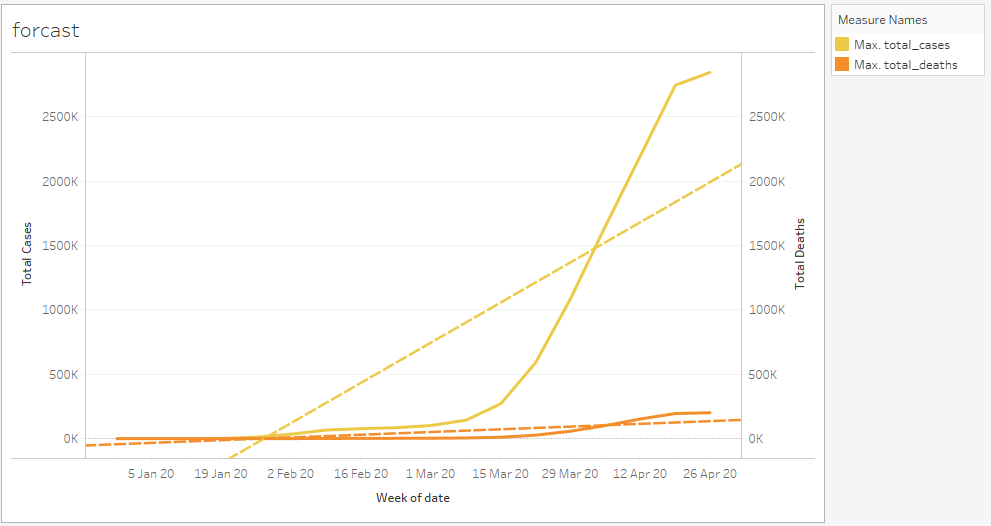 forcast
Measure Names
Max. total_cases
Max. total_deaths
2500K
2000K
1500K
1000K
500K
0K
Total Cases
2500K
2000K
1500K
1000K
500K
0K
Total Deaths
5 Jan 20 19 Jan 20 2 Feb 20 16 Feb 20 1 Mar 20 15 Mar 20 29 Mar 20 12 Apr 20 26 Apr 20
Week of date